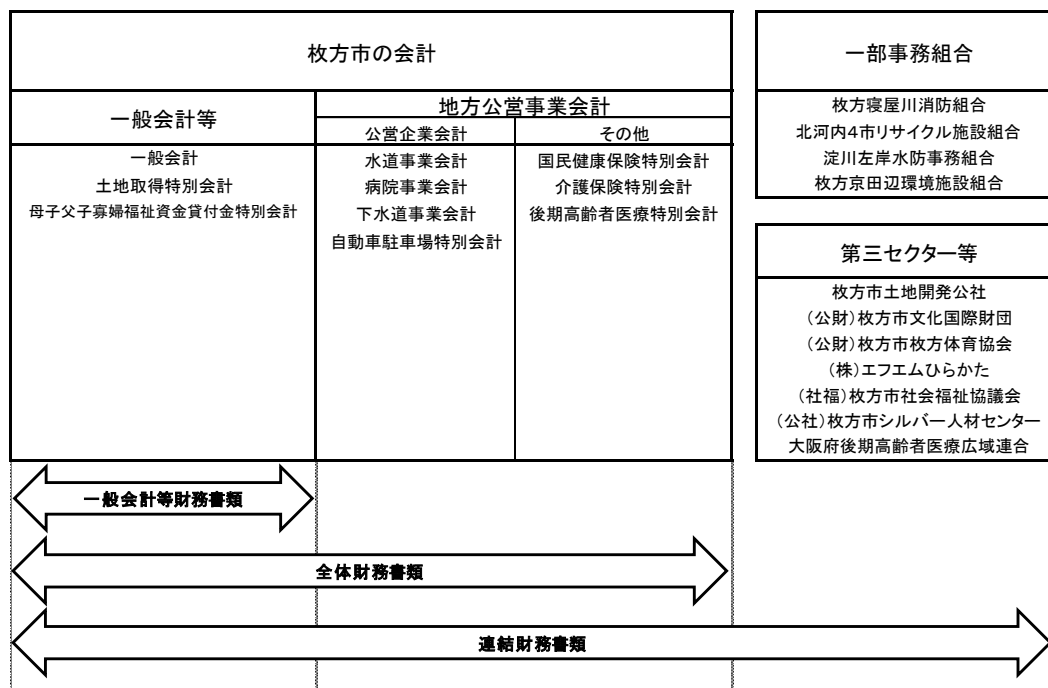 枚方市の会計
一般会計等
一般会計
土地取得特別会計
母子父子寡婦福祉資金貸付金特別会計
地方公営事業会計
公営企業会計
水道事業会計
病院事業会計
下水道事業会計
自動車駐車場特別会計
その他
国民健康保険特別会計
介護保険特別会計
後期高齢者医療特別会計
一部事務組合
枚方寝屋川消防組合
北河内4市リサイクル施設組合
淀川左岸水防事務組合
枚方京田辺環境施設組合
第三セクター等
枚方市土地開発公社
(公財)枚方市文化国際財団
(公財)枚方市枚方体育協会
(株)エフエムひらかた
(社福)枚方市社会福祉協議会
(公社)枚方市シルバー人材センター
大阪府後期高齢者医療広域連合
一般会計等財務書類
全体財務書類
連結財務書類